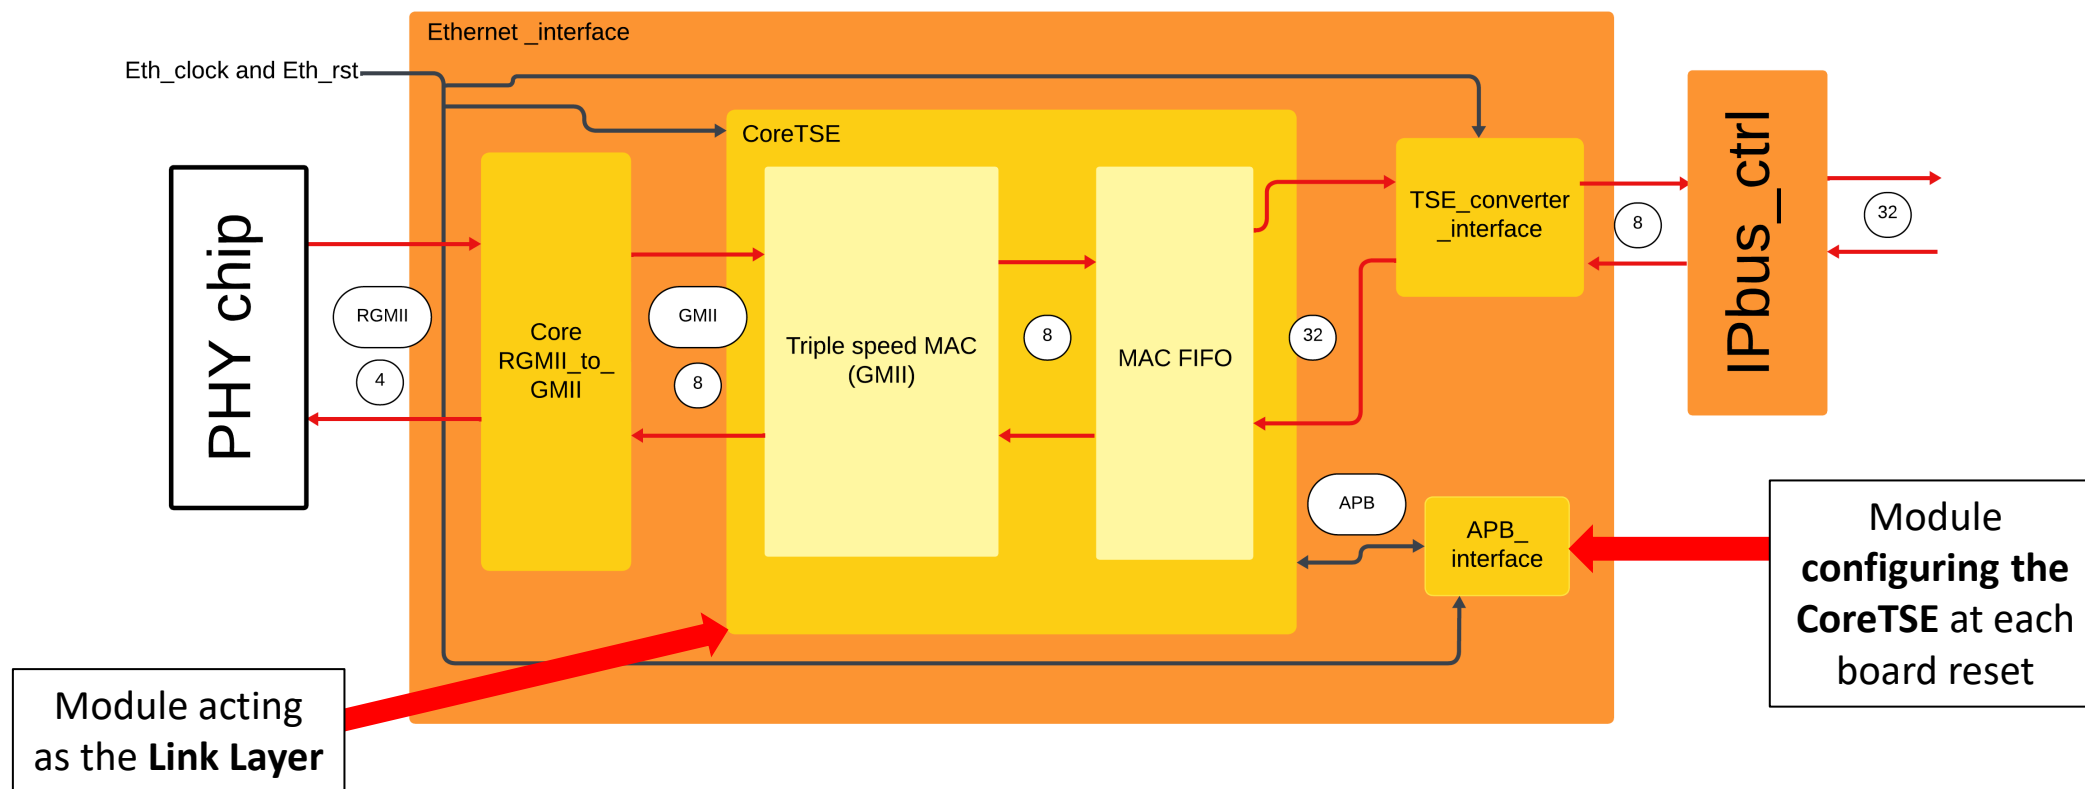 Ethernet _interface
Eth_clock and Eth_rst
CoreTSE
PHY chip
RGMII
4
Core
RGMII_to_
GMII
GMII
8
Triple speed MAC
(GMII)
8
MAC FIFO
32
TSE_converter
_interface
8
IPbus_ctrl
32
APB
APB_
interface
Module
configuring the
CoreTSE at each
board reset
Module acting
as the Link Layer